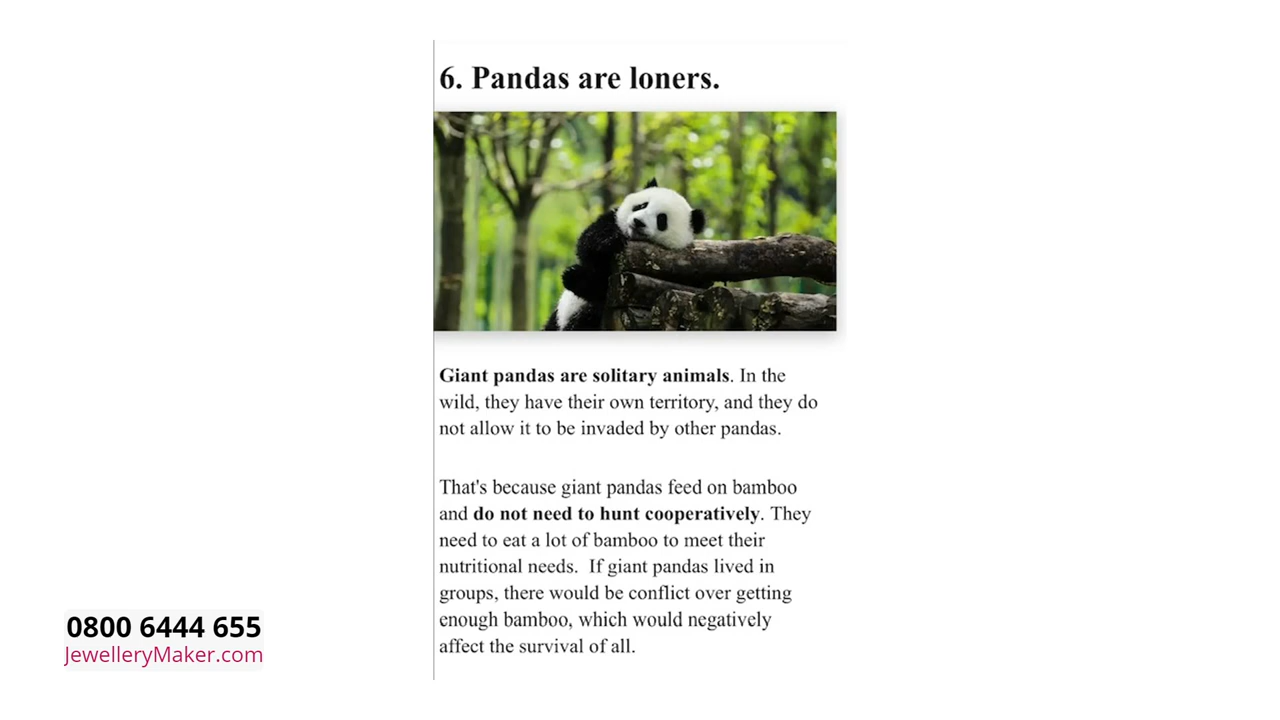 6. Pandas are loners.
Giant pandas are solitary animals. In the
wild, they have their own territory, and they do
not allow it to be invaded by other pandas.
That's because giant pandas feed on bamboo
and do not need to hunt cooperatively. They
need to eat a lot of bamboo to meet their
nutritional needs.  If giant pandas lived in
groups, there would be conflict over getting
enough bamboo, which would negatively
affect the survival of all.
0800 6444 655
JewelleryMaker.com